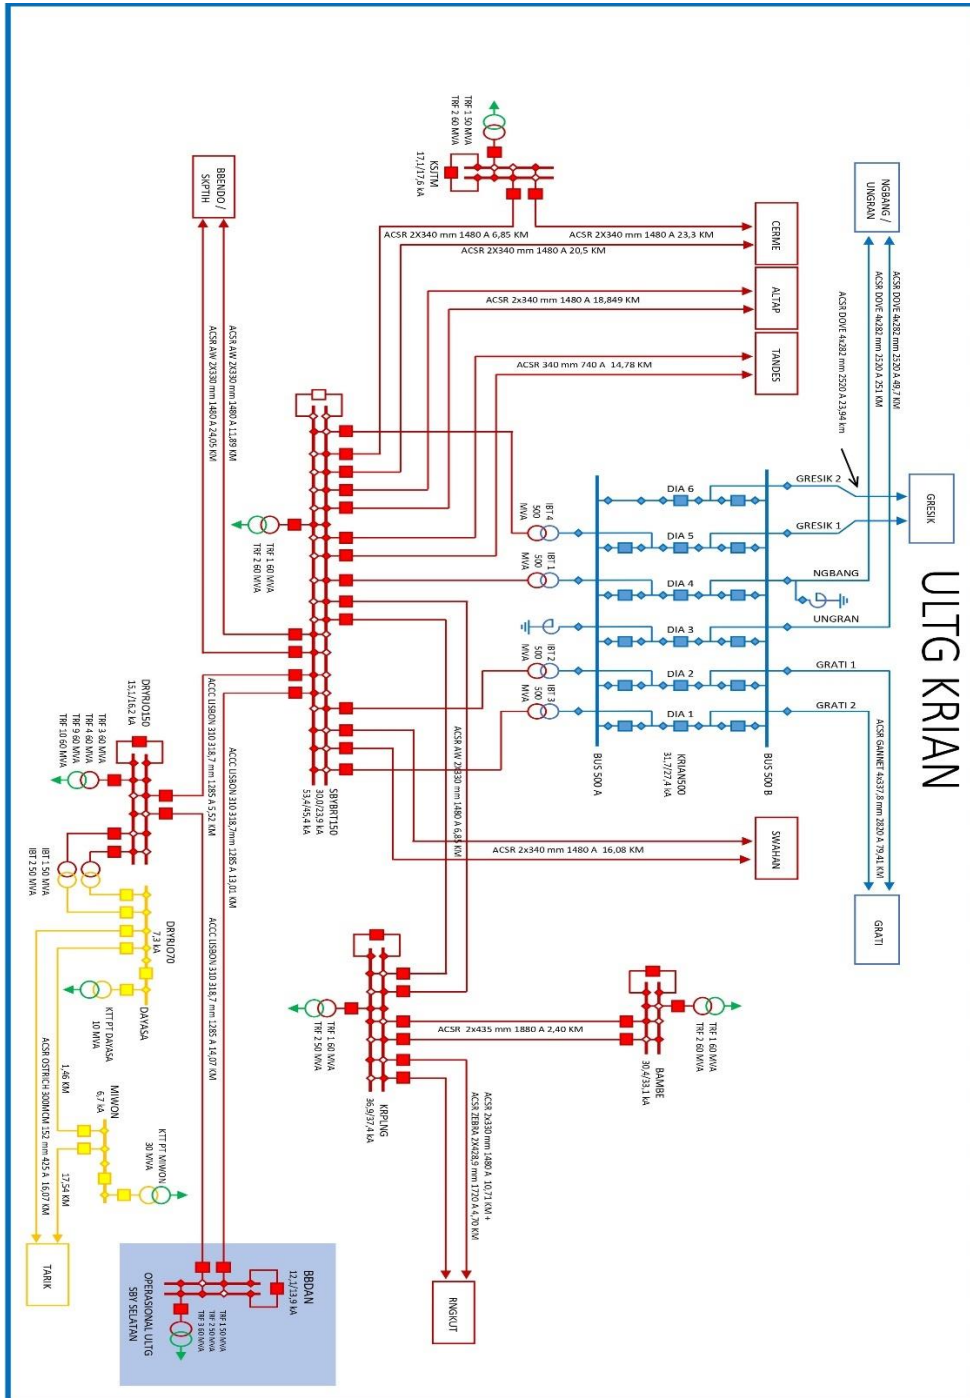 ULTG KRIAN
NGBANG /
UNGRAN
GRESIK
GRATI
ACSR DOVE 4x282 mm 2520 A 49,7 KM
ACSR DOVE 4x282 mm 2520 A 251 KM
ACSR DOVE 4x282 mm 2520 A 23,94 km
ACSR GANNET 4x337,8 mm 2820 A 79,41 KM
GRESIK 2
GRESIK 1
NGBANG
UNGRAN
GRATI 1
GRATI 2
BUS 500 B
DIA 6
DIA 5
DIA 4
DIA 3
DIA 2
DIA 1
KRIAN500
31,7/27,4 kA
BUS 500 A
IBT 4
500
MVA
IBT 1
500
MVA
IBT 2
500
MVA
IBT 3
500
MVA
CERME
ALTAP
TANDES
SWAHAN
TRF 1 50 MVA
TRF 2 60 MVA
KSJTM
17,1/17,6 kA
ACSR 2X340 mm 1480 A 6,85 KM
ACSR 2X340 mm 1480 A 23,3 KM
ACSR 2X340 mm 1480 A 20,5 KM
ACSR 2x340 mm 1480 A 18,849 KM
ACSR 340 mm 740 A 14,78 KM
ACSR 2x340 mm 1480 A 16,08 KM
ACSR AW 2X330 mm 1480 A 6,85 KM
BBENDO /
SKPTIH
ACSR AW 2X330 mm 1480 A 11,89 KM
ACSR AW 2X330 mm 1480 A 24,05 KM
TRF 1 60 MVA
TRF 2 60 MVA
SBYBRT150
30,0/23,9 kA
53,4/45,4 kA
BAMBE
30,4/33,1 kA
TRF 1 60 MVA
TRF 2 60 MVA
ACSR 2x435 mm 1880 A 2,40 KM
KRPLNG
36,9/37,4 kA
TRF 1 60 MVA
TRF 2 50 MVA
ACSR 2x330 mm 1480 A 10,71 KM +
ACSR ZEBRA 2X428,9 mm 1720 A 4,70 KM
RNGKUT
ACCC LISBON 310 318,7mm 1285 A 13,01 KM
ACCC LISBON 310 318,7 mm 1285 A 5,52 KM
ACCC LISBON 310 318,7 mm 1285 A 14,07 KM
DRYRJO150
15,1/16,2 kA
TRF 3 60 MVA
TRF 4 60 MVA
TRF 9 60 MVA
TRF 10 60 MVA
IBT 1 50 MVA
IBT 2 50 MVA
DRYRJO70
7,3 kA
DAYASA
KTT PT DAYASA
10 MVA
MIWON
6,7 kA
KTT PT MIWON
30 MVA
1,46 KM
17,54 KM
ACSR OSTRICH 300MCM 152 mm 425 A 16,07 KM
TARIK
BBDAN
12,1/13,9 kA
TRF 1 50 MVA
TRF 2 50 MVA
TRF 3 60 MVA
OPERASIONAL ULTG
SBY SELATAN